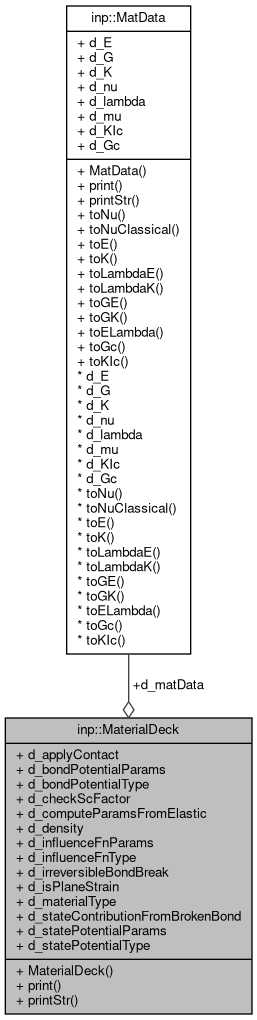 inp::MatData
+ d_E
+ d_G
+ d_K
+ d_nu
+ d_lambda
+ d_mu
+ d_KIc
+ d_Gc
+ MatData()
+ print()
+ printStr()
+ toNu()
+ toNuClassical()
+ toE()
+ toK()
+ toLambdaE()
+ toLambdaK()
+ toGE()
+ toGK()
+ toELambda()
+ toGc()
+ toKIc()
* d_E
* d_G
* d_K
* d_nu
* d_lambda
* d_mu
* d_KIc
* d_Gc
* toNu()
* toNuClassical()
* toE()
* toK()
* toLambdaE()
* toLambdaK()
* toGE()
* toGK()
* toELambda()
* toGc()
* toKIc()
+d_matData
inp::MaterialDeck
+ d_applyContact
+ d_bondPotentialParams
+ d_bondPotentialType
+ d_checkScFactor
+ d_computeParamsFromElastic
+ d_density
+ d_influenceFnParams
+ d_influenceFnType
+ d_irreversibleBondBreak
+ d_isPlaneStrain
+ d_materialType
+ d_stateContributionFromBrokenBond
+ d_statePotentialParams
+ d_statePotentialType
+ MaterialDeck()
+ print()
+ printStr()